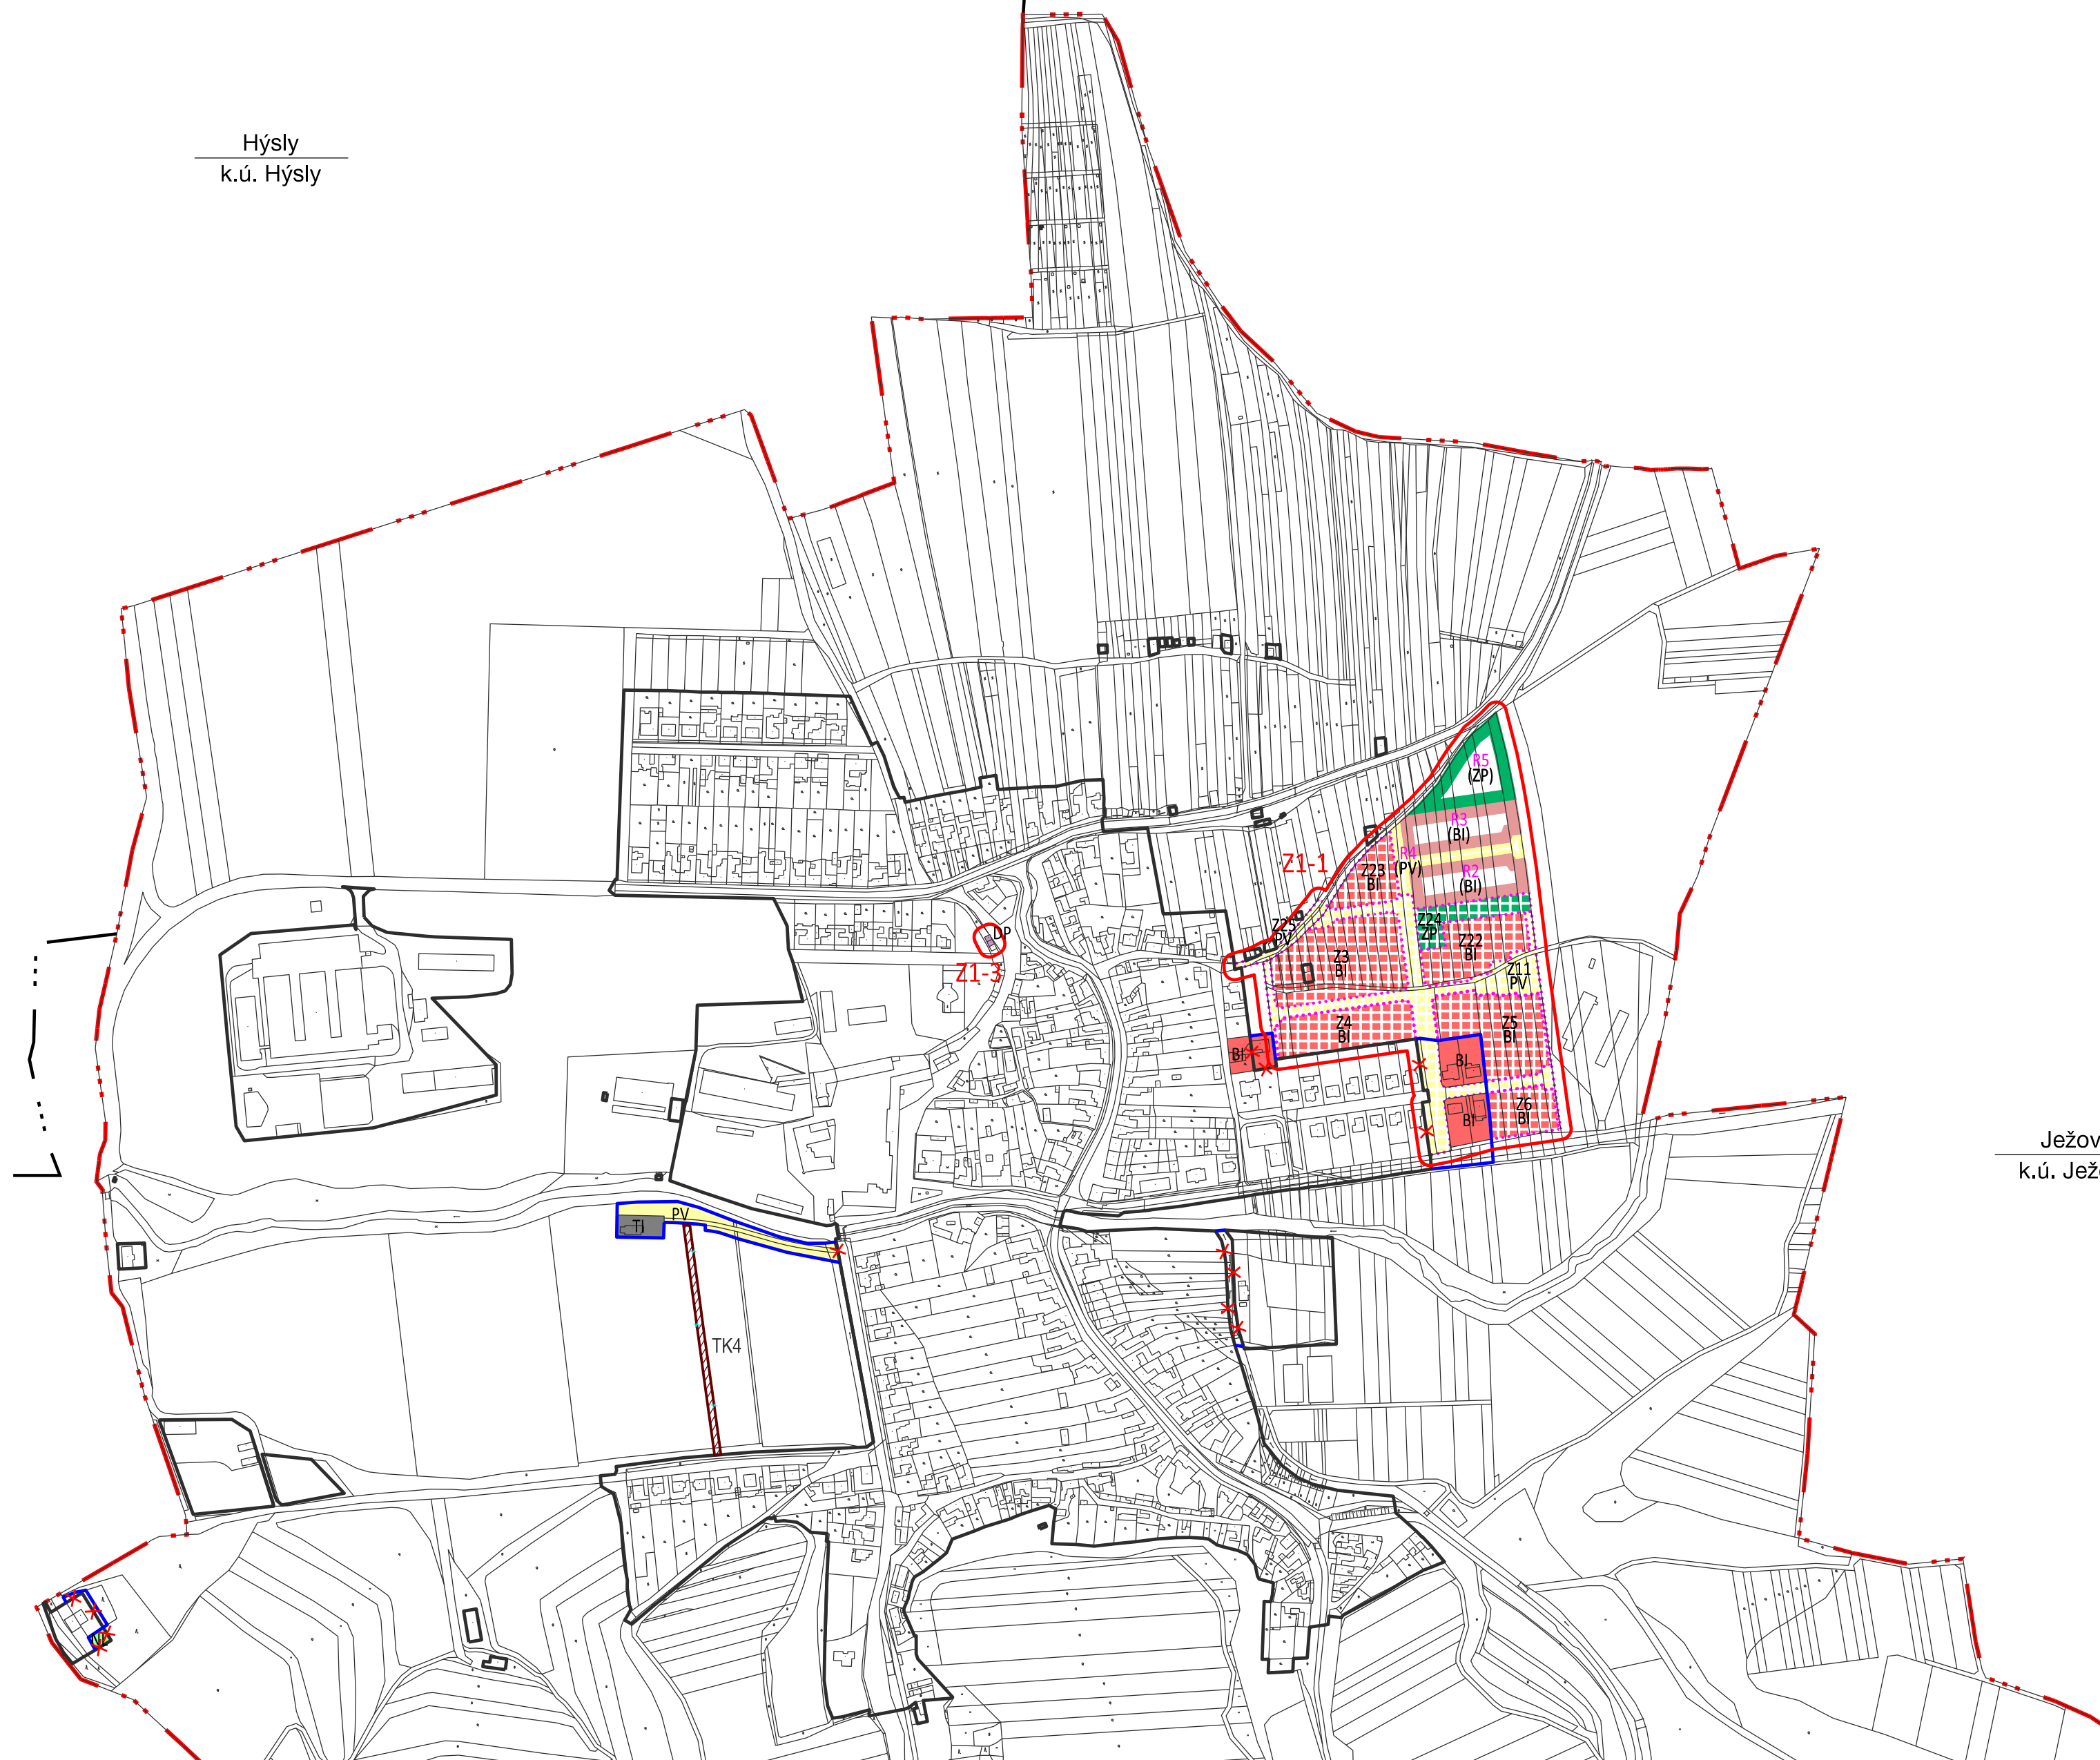 Hýsly
k.ú. Hýsly
R5
(ZP)
R3
(BI)
R4
(PV)
R2
(BI)
Z1-1
Z23
BI
Z25
PV
Z24
ZP
Z22
BI
Z3
BI
Z11
PV
DP
Z1-3
Z4
BI
Z5
BI
BI
BI
Z6
BI
BI
Ježov
k.ú. Jež
PV
TI
TK4